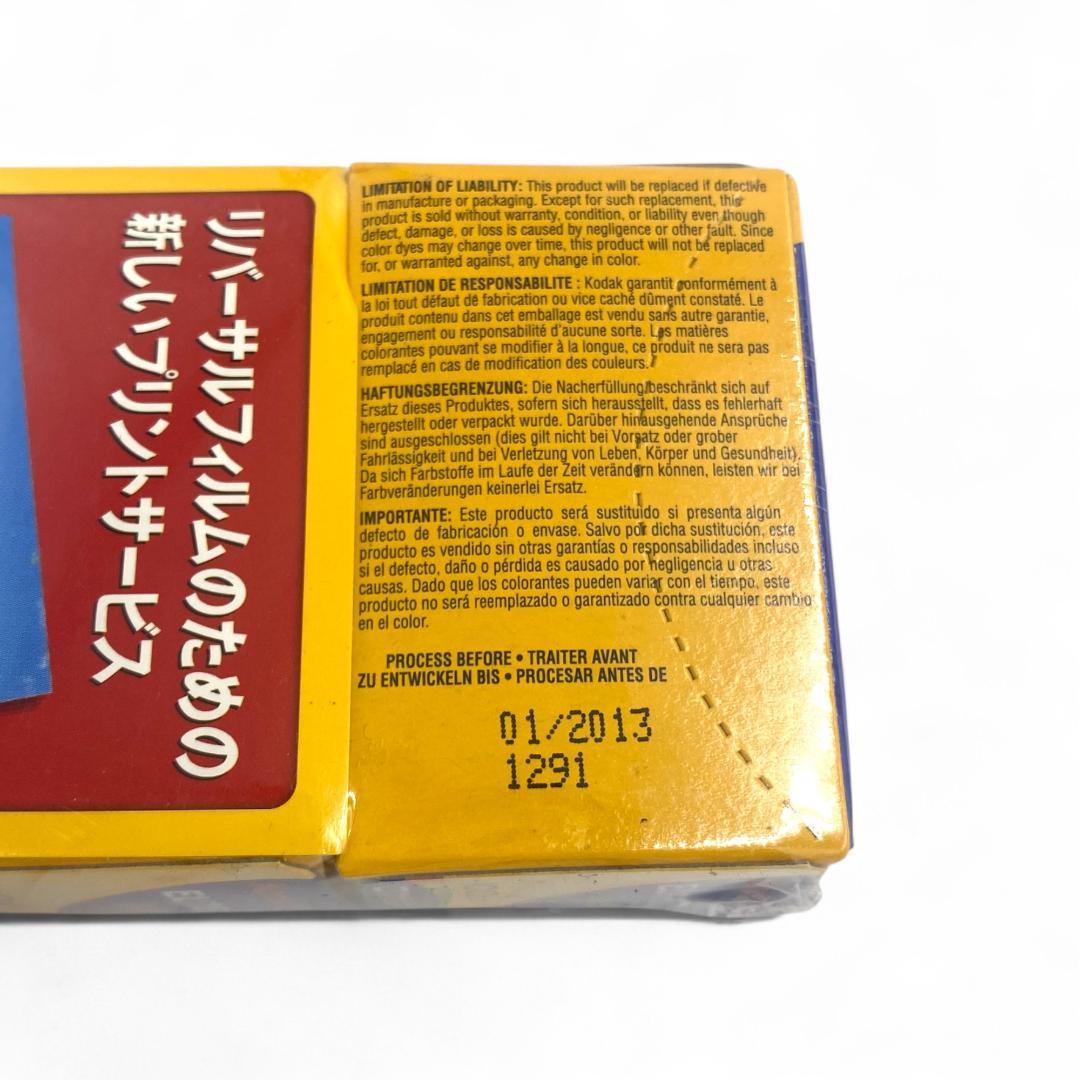 リバーサルフィルムのための
新しいプリントサービス
LIMITATION OF LIABILITY: This product will be replaced if defective
in manufacture or packaging. Except for such replacement, this
product is sold without warranty, condition, or liability even though
defect, damage, or loss is caused by negligence or other fault. Since
color dyes may change over time, this product will not be replaced
for, or warranted against, any change in color.
LIMITATION DE RESPONSABILITE : Kodak garantit conformément à
la loi tout défaut de fabrication ou vice caché dûment constaté. Le
produit contenu dans cet emballage est vendu sans autre garantie,
engagement ou responsabilité d'aucune sorte. Les matières
colorantes pouvant se modifier à la longue, ce produit ne sera pas
remplacé en cas de modification des couleurs.
HAFTUNGSBEGRENZUNG: Die Nacherfüllung beschränkt sich auf
Ersatz dieses Produktes, sofern sich herausstellt, dass es fehlerhaft
hergestellt oder verpackt wurde. Darüber hinausgehende Ansprüche
sind ausgeschlossen (dies gilt nicht bei Vorsatz oder grober
Fahrlässigkeit und bei Verletzung von Leben, Körper und Gesundheit).
Da sich Farbstoffe im Laufe der Zeit verändern können, leisten wir bei
Farbveränderungen keinerlei Ersatz.
IMPORTANTE: Este producto será sustituido si presenta algún
defecto de fabricación o envase. Salvo por dicha sustitución, este
producto es vendido sin otras garantías o responsabilidades incluso
si el defecto, daño o pérdida es causado por negligencia u otras
causas. Dado que los colorantes pueden variar con el tiempo, este
producto no será reemplazado o garantizado contra cualquier cambio
en el color.
PROCESS BEFORE • TRAITER AVANT
ZU ENTWICKELN BIS • PROCESAR ANTES DE
01/2013
1291